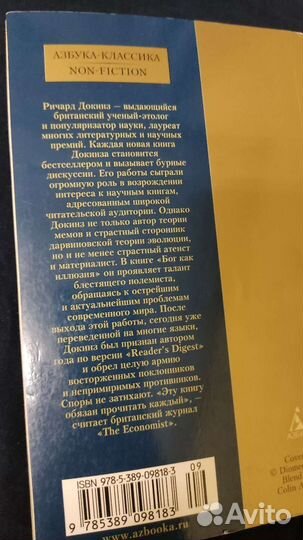 АЗБУКА-КЛАССИКА
NON-FICTION
Ричард Докинз — выдающийся
британский ученый-этолог
и популяризатор науки, лауреат
многих литературных и научных
премий. Каждая новая книга
Докинза становится
бестселлером и вызывает бурные
дискуссии. Его работы сыграли
огромную роль в возрождении
интереса к научным книгам,
адресованным широкой
читательской аудитории. Однако
Докинз не только автор теории
мемов и страстный сторонник
дарвиновской теории эволюции,
но и не менее страстный атеист
и материалист. В книге «Бог как
иллюзия» он проявляет талант
блестящего полемиста,
обращаясь к острейшим
и актуальнейшим проблемам
современного мира. После
выхода этой работы, сегодня уже
переведенной на многие языки,
Докинз был признан автором
года по версии «Reader's Digest»
и обрел целую армию
восторженных поклонников
и непримиримых противников.
Споры не затихают. «Эту книгу
обязан прочитать каждый», —
считает британский журнал
«The Economist».
ISBN 978-5-389-09818-3
09
9 785389 098183
www.azbooka.ru
Cove
© Diome
Blend
Colin A
Avito